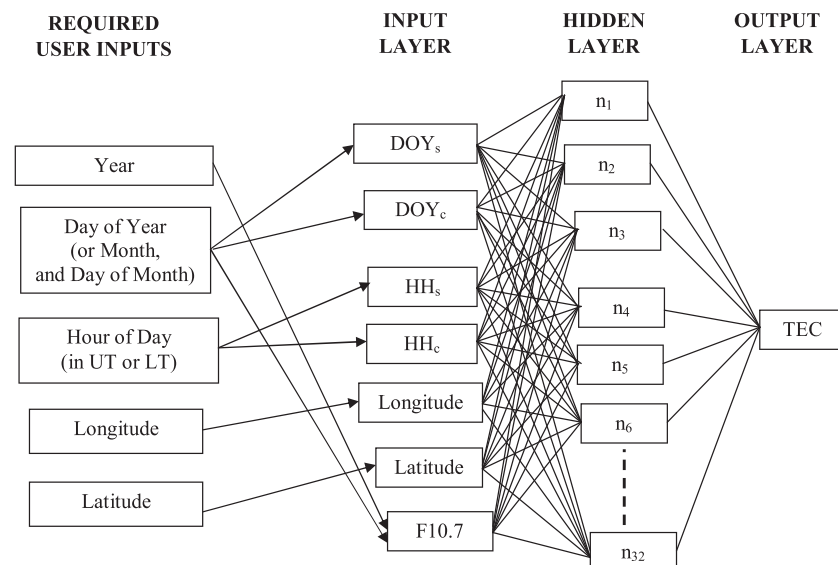 REQUIRED
USER INPUTS
INPUT
LAYER
HIDDEN
LAYER
OUTPUT
LAYER
Year
Day of Year
(or Month,
and Day of Month)
Hour of Day
(in UT or LT)
Longitude
Latitude
DOYₛ
DOY꜀
HHₛ
HH꜀
Longitude
Latitude
F10.7
n₁
n₂
n₃
n₄
n₅
n₆
n₃₂
TEC